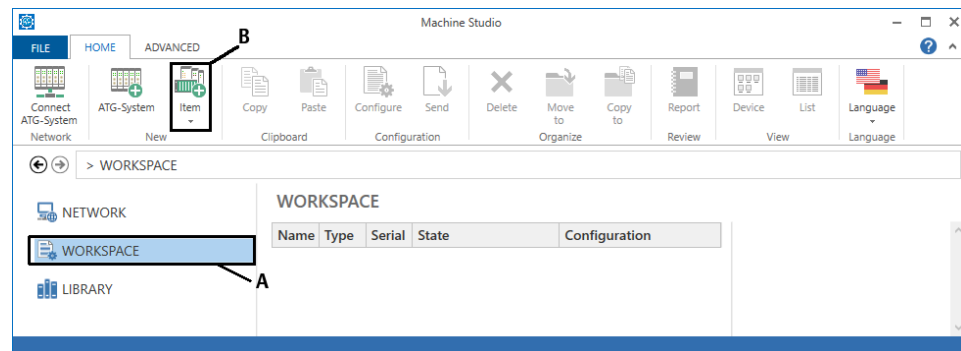 Machine Studio
FILE HOME ADVANCED
B
Connect ATG-System
ATG-System
Item
Copy
Paste
Configure
Send
Delete
Move to
Copy to
Report
Device
List
Language
Network
New
Clipboard
Configuration
Organize
Review
View
Language
> WORKSPACE
NETWORK
WORKSPACE
LIBRARY
A
WORKSPACE
Name Type Serial State Configuration